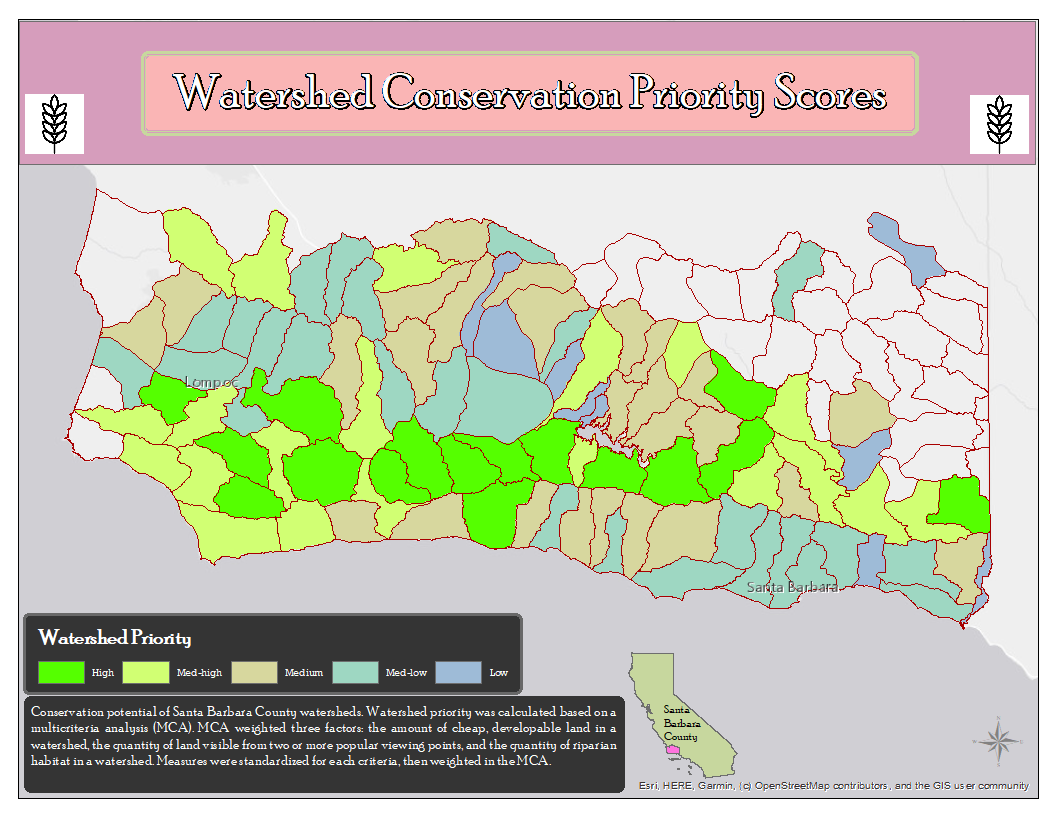 Watershed Conservation Priority Scores
Lompoc
Santa Barbara
Watershed Priority
High Med-high Medium Med-low Low
Conservation potential of Santa Barbara County watersheds. Watershed priority was calculated based on a
multicriteria analysis (MCA). MCA weighted three factors: the amount of cheap, developable land in a
watershed, the quantity of land visible from two or more popular viewing points, and the quantity of riparian
habitat in a watershed. Measures were standardized for each criteria, then weighted in the MCA.
Santa
Barbara
County
Esri, HERE, Garmin, (c) OpenStreetMap contributors, and the GIS user community